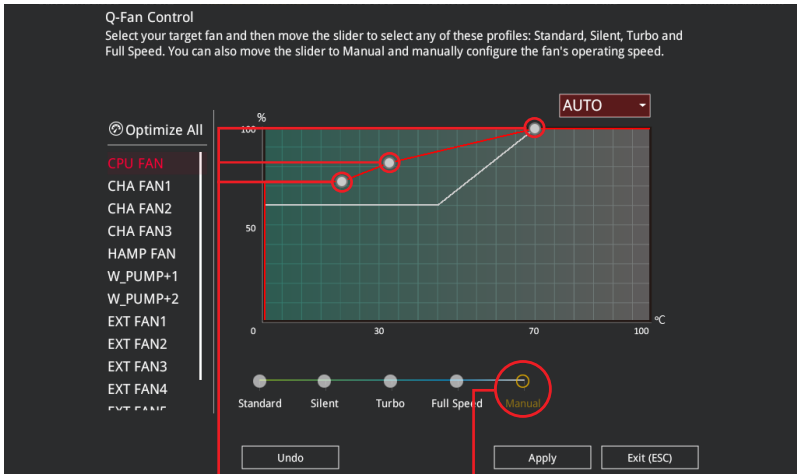 Q-Fan Control
Select your target fan and then move the slider to select any of these profiles: Standard, Silent, Turbo and
Full Speed. You can also move the slider to Manual and manually configure the fan's operating speed.
AUTO
%
Optimize All
100
CPU FAN
CHA FAN1
CHA FAN2
CHA FAN3
HAMP FAN
W_PUMP+1
W_PUMP+2
EXT FAN1
EXT FAN2
EXT FAN3
EXT FAN4
EXT FAN5
50
0 30 70 100
ºC
Standard Silent Turbo Full Speed Manual
Undo Apply Exit (ESC)